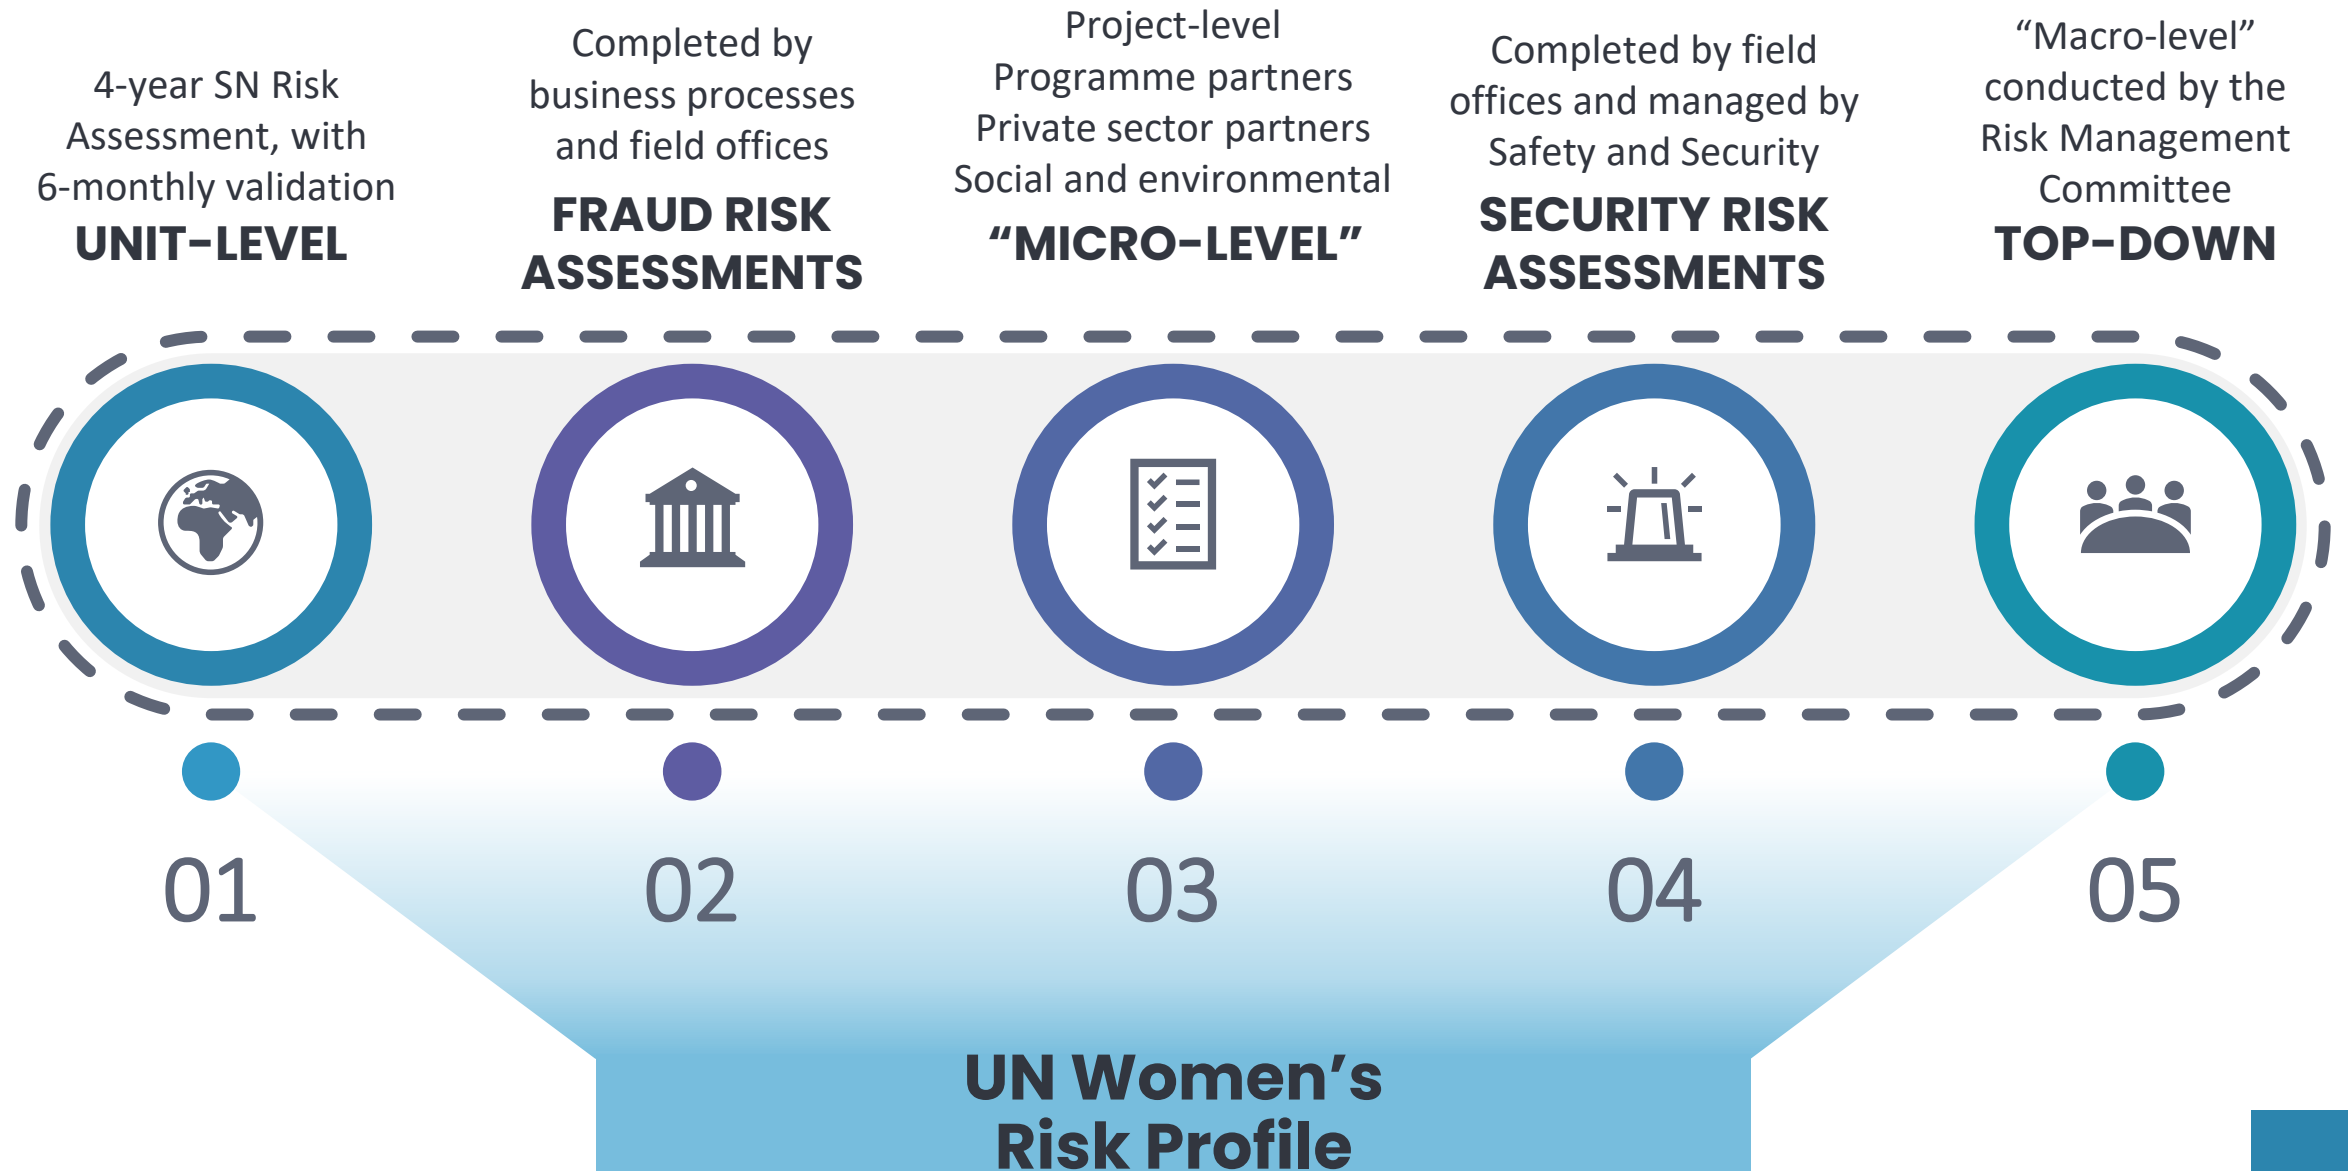 4-year SN Risk
Assessment, with
6-monthly validation
UNIT-LEVEL
Completed by
business processes
and field offices
FRAUD RISK
ASSESSMENTS
Project-level
Programme partners
Private sector partners
Social and environmental
“MICRO-LEVEL”
Completed by field
offices and managed by
Safety and Security
SECURITY RISK
ASSESSMENTS
“Macro-level”
conducted by the
Risk Management
Committee
TOP-DOWN
01
02
03
04
05
UN Women’s
Risk Profile